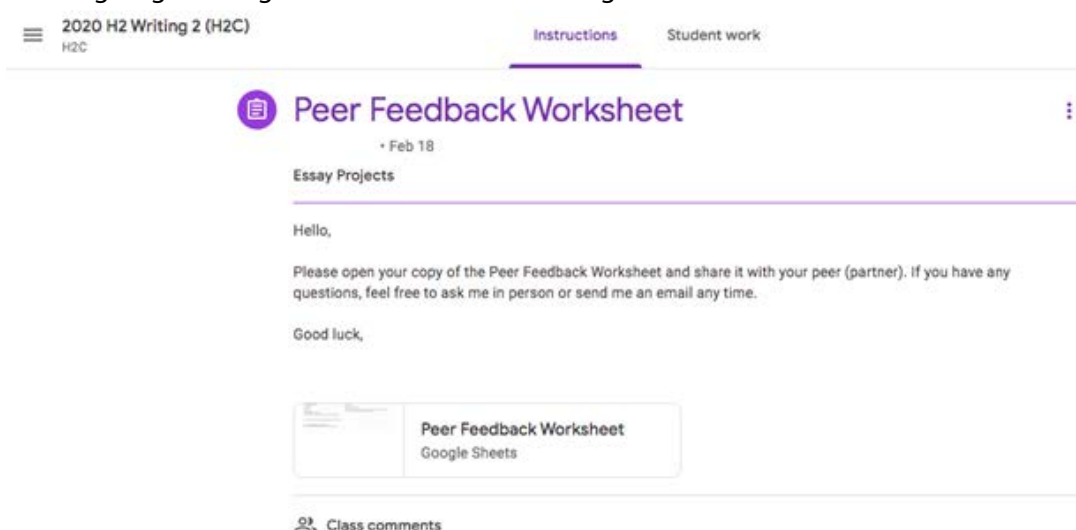 2020 H2 Writing 2 (H2C)
H2C
Instructions
Student work
Peer Feedback Worksheet
• Feb 18
Essay Projects
Hello,
Please open your copy of the Peer Feedback Worksheet and share it with your peer (partner). If you have any
questions, feel free to ask me in person or send me an email any time.
Good luck,
Peer Feedback Worksheet
Google Sheets
Class comments